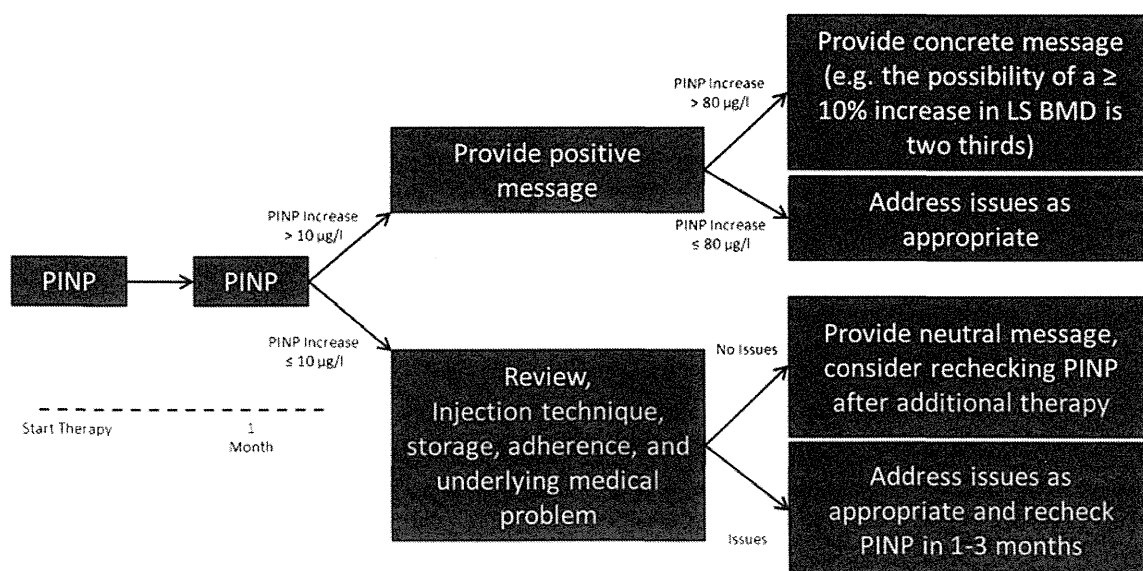 PINP
PINP
Start Therapy
1
Month
PINP Increase
> 10 µg/l
PINP Increase
≤ 10 µg/l
Provide positive
message
Review,
Injection technique,
storage, adherence, and
underlying medical
problem
PINP Increase
> 80 µg/l
PINP Increase
≤ 80 µg/l
No Issues
Issues
Provide concrete message
(e.g. the possibility of a ≥
10% increase in LS BMD is
two thirds)
Address issues as
appropriate
Provide neutral message,
consider rechecking PINP
after additional therapy
Address issues as
appropriate and recheck
PINP in 1-3 months